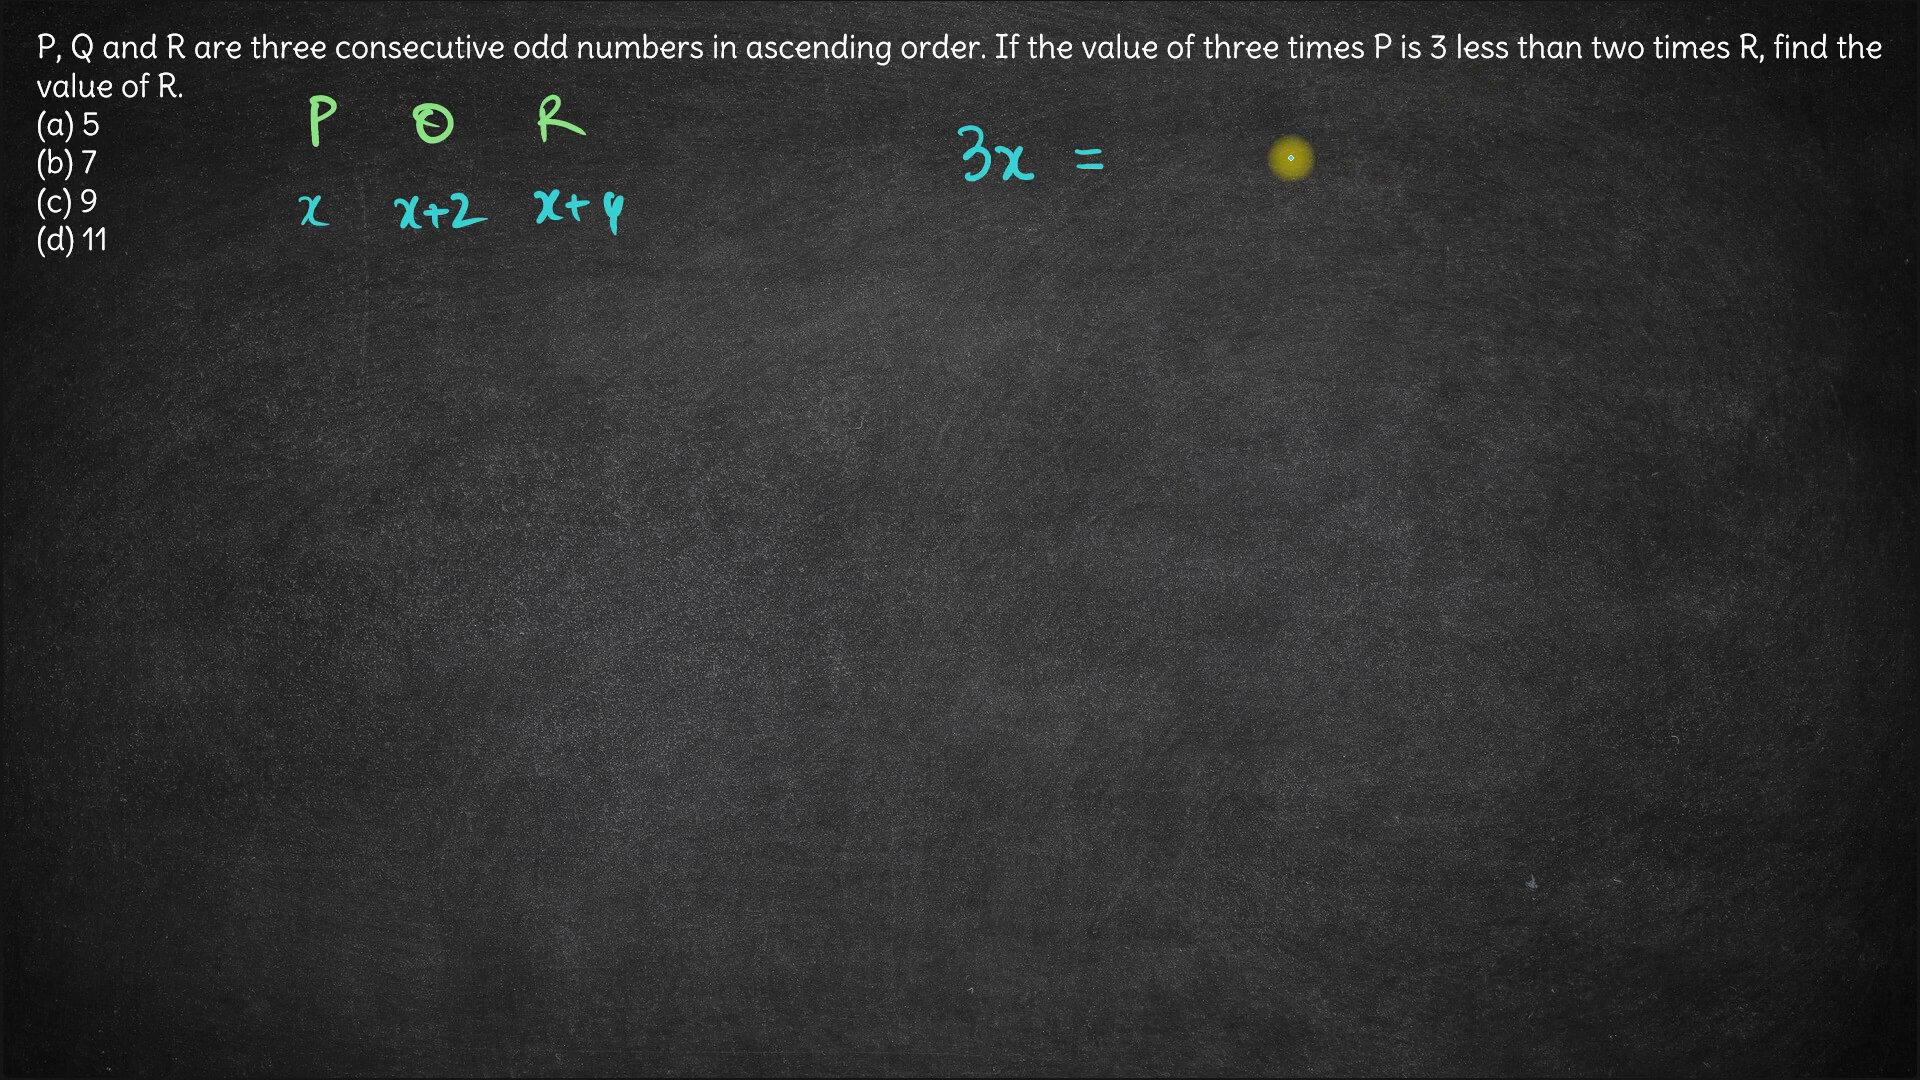 P, Q and R are three consecutive odd numbers in ascending order. If the value of three times P is 3 less than two times R, find the
value of R.
(a) 5
(b) 7
(c) 9
(d) 11
P Q R
x x+2 x+4
3x =